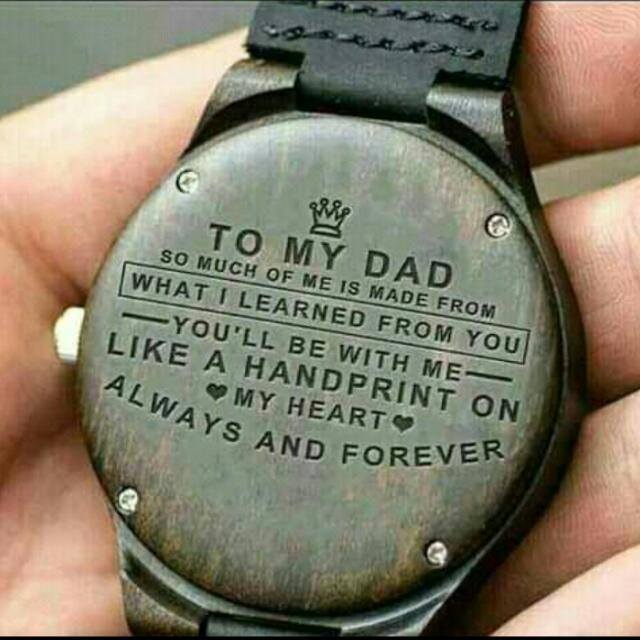 TO MY DAD
SO MUCH OF ME IS MADE FROM
WHAT I LEARNED FROM YOU
YOU'LL BE WITH ME
LIKE A HANDPRINT ON
MY HEART
ALWAYS AND FOREVER